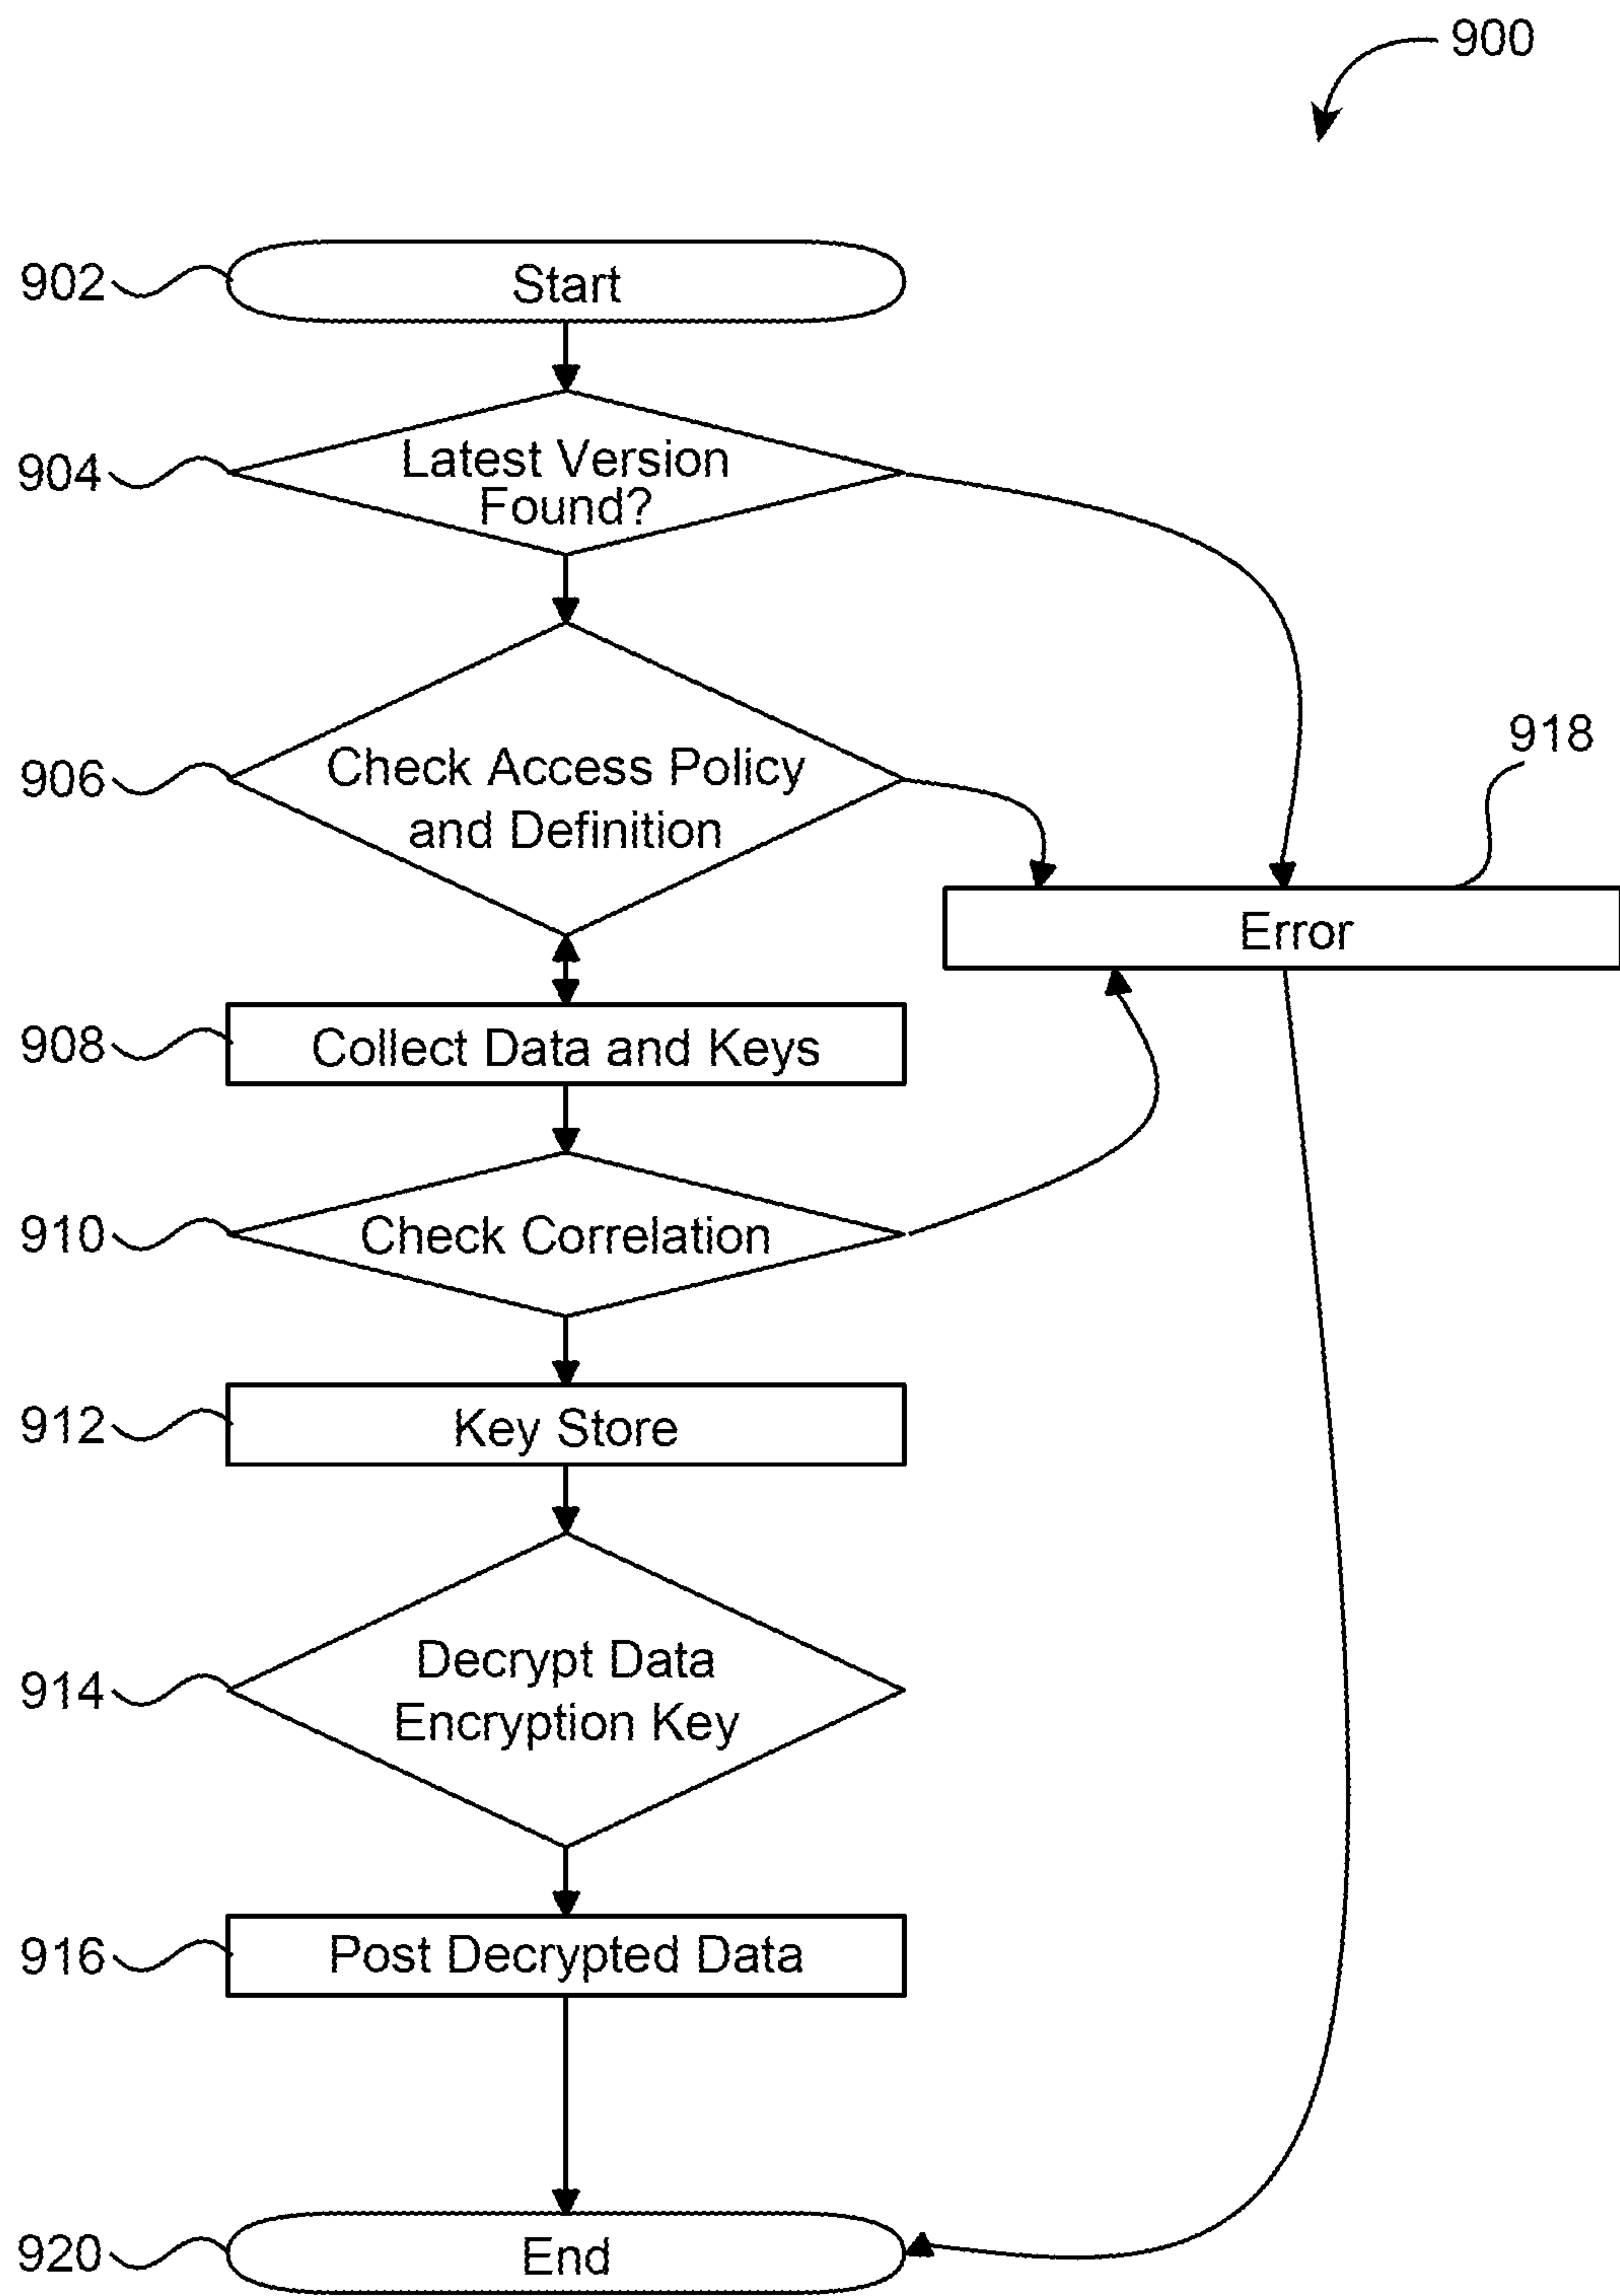 900
902
Start
904
Latest Version
Found?
906
Check Access Policy
and Definition
918
Error
908
Collect Data and Keys
910
Check Correlation
912
Key Store
914
Decrypt Data
Encryption Key
916
Post Decrypted Data
920
End